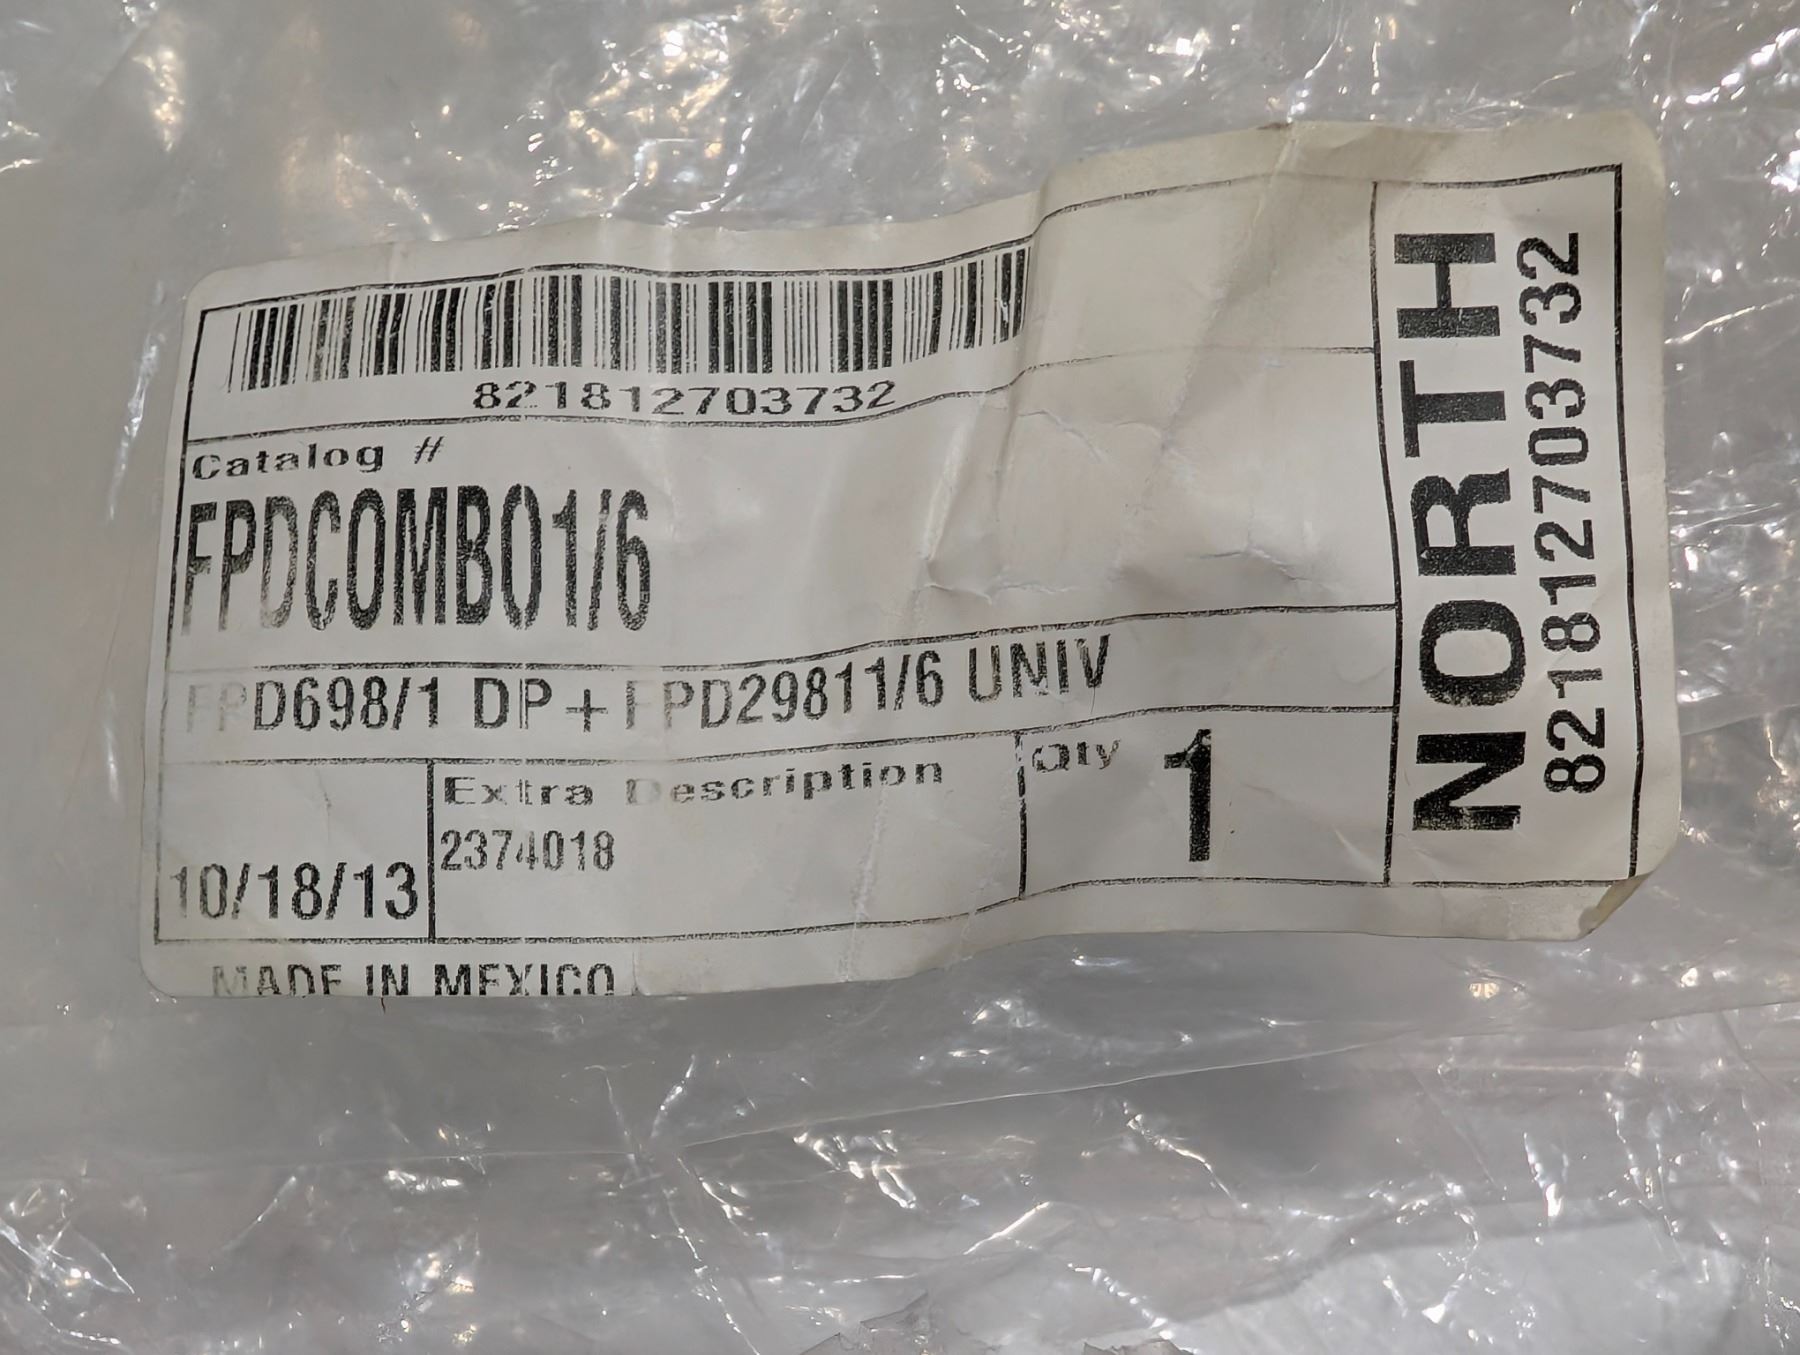 821812703732
Catalog #
FPDCOMBO1/6
FPD698/1 DP + FPD29811/6 UNIV
10/18/13
Extra Description
2374018
Qty 1
MADE IN MEXICO
NORTH
821812703732